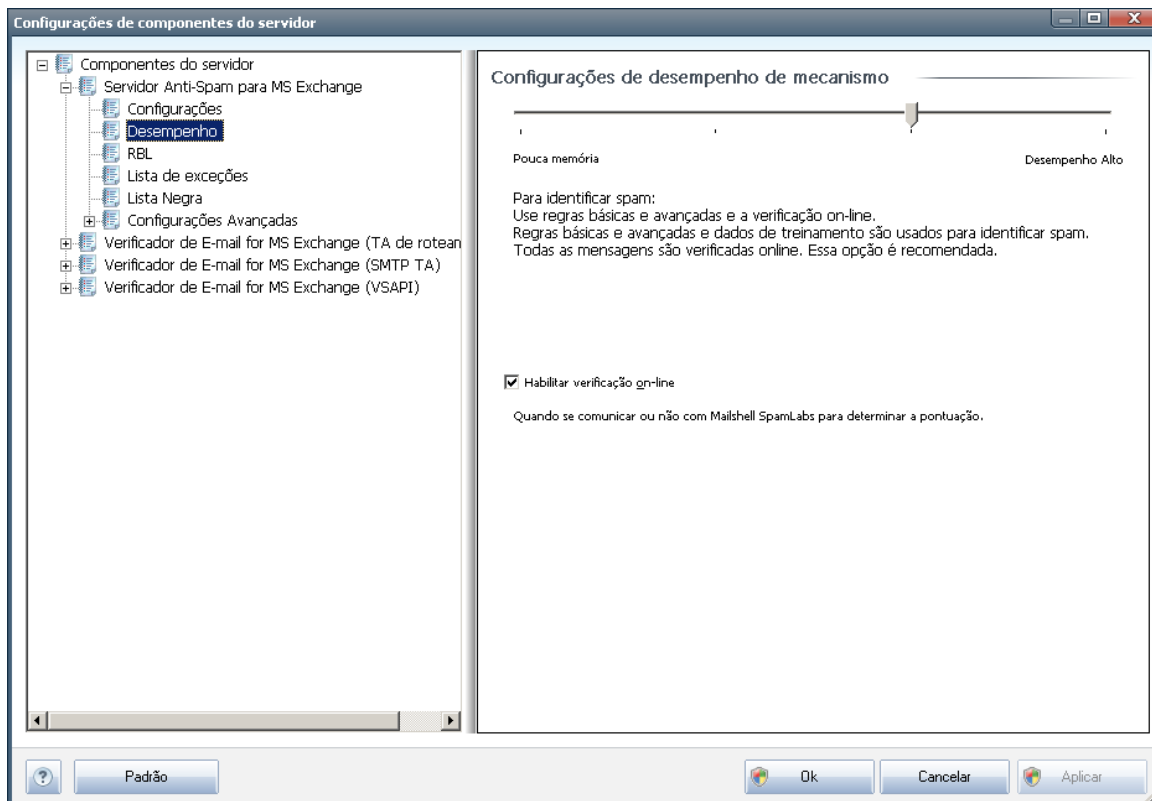 Configurações de componentes do servidor
Componentes do servidor
Servidor Anti-Spam para MS Exchange
Configurações
Desempenho
RBL
Lista de exceções
Lista Negra
Configurações Avançadas
Verificador de E-mail for MS Exchange (TA de rotean
Verificador de E-mail for MS Exchange (SMTP TA)
Verificador de E-mail for MS Exchange (VSAPI)
Configurações de desempenho de mecanismo
Pouca memória
Desempenho Alto
Para identificar spam:
Use regras básicas e avançadas e a verificação on-line.
Regras básicas e avançadas e dados de treinamento são usados para identificar spam.
Todas as mensagens são verificadas online. Essa opção é recomendada.
Habilitar verificação on-line
Quando se comunicar ou não com Mailshell SpamLabs para determinar a pontuação.
Padrão
Ok
Cancelar
Aplicar